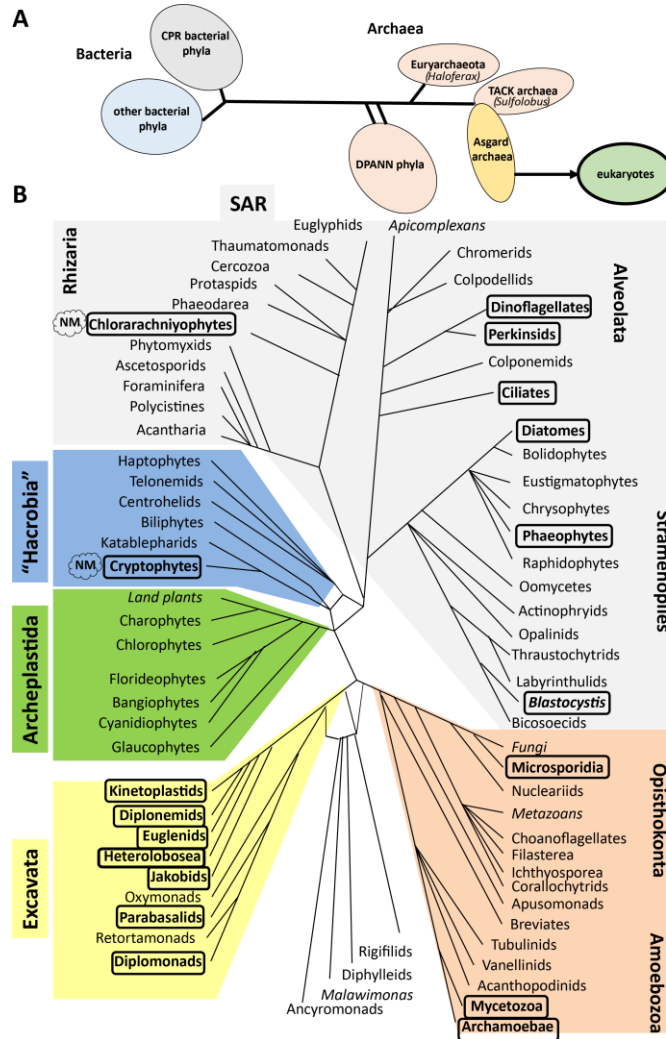 A
Bacteria
CPR bacterial
phyla
other bacterial
phyla
Archaea
Euryarchaeota
(Haloferax)
TACK archaea
(Sulfolobus)
DPANN phyla
Asgard
archaea
eukaryotes
B
SAR
Rhizaria
Euglyphids
Thaumatomonads
Cercozoa
Protaspids
Phaeodarea
NM
Chlorarachniyophytes
Phytomyxids
Ascetosporids
Foraminifera
Polycistines
Acantharia
"Hacrobia"
Haptophytes
Telonemids
Centrohelids
Biliphytes
Katablepharids
NM
Cryptophytes
Archeplastida
Land plants
Charophytes
Chlorophytes
Florideophytes
Bangiophytes
Cyanidiophytes
Glaucophytes
Excavata
Kinetoplastids
Diplonemids
Euglenids
Heterolobosea
Jakobids
Oxymonads
Parabasalids
Retortamonads
Diplomonads
Ancyromonads
Malawimonas
Diphylleids
Rigifilids
Alveolata
Apicomplexans
Chromerids
Colpodellids
Dinoflagellates
Perkinsids
Colponemids
Ciliates
Stramenopiles
Diatomes
Bolidophytes
Eustigmatophytes
Chrysophytes
Phaeophytes
Raphidophytes
Oomycetes
Actinophryids
Opalinids
Thraustochytrids
Labyrinthulids
Blastocystis
Bicosoecids
Opisthokonta
Fungi
Microsporidia
Nucleariids
Metazoans
Choanoflagellates
Filasterea
Ichthyosporea
Corallochytrids
Apusomonads
Breviates
Amoebozoa
Tubulinids
Vanellinids
Acanthopodinids
Mycetozoa
Archamoebae